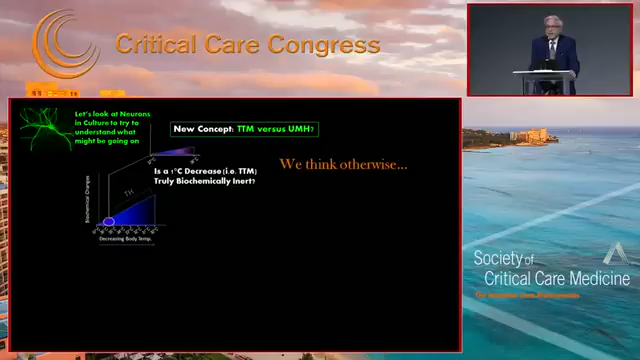 Critical Care Congress
Let's look at Neurons
in Culture to try to
understand what
might be going on
New Concept: TTM versus UMH?
We think otherwise...
Is a 1°C Decrease (i.e. TTM)
Truly Biochemically Inert?
TH
Biochemical Changes
Decreasing Body Temp.
Society of
Critical Care Medicine